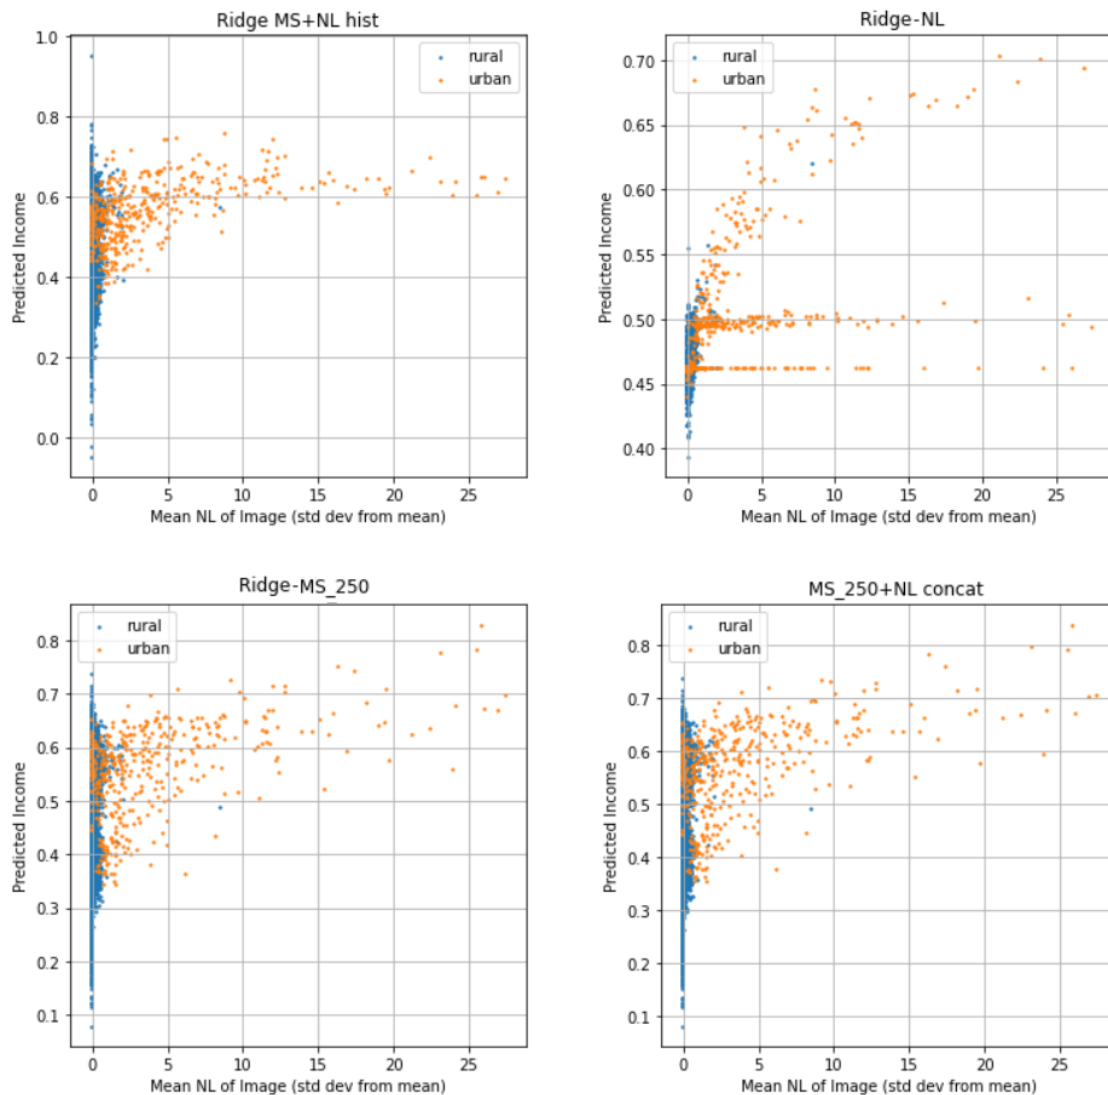 Ridge MS+NL hist
1.0
0.8
0.6
0.4
0.2
0.0
rural
urban
Predicted Income
0 5 10 15 20 25
Mean NL of Image (std dev from mean)
Ridge-NL
0.70
0.65
0.60
0.55
0.50
0.45
0.40
rural
urban
Predicted Income
0 5 10 15 20 25
Mean NL of Image (std dev from mean)
Ridge-MS_250
0.8
0.7
0.6
0.5
0.4
0.3
0.2
0.1
rural
urban
Predicted Income
0 5 10 15 20 25
Mean NL of Image (std dev from mean)
MS_250+NL concat
0.8
0.7
0.6
0.5
0.4
0.3
0.2
0.1
rural
urban
Predicted Income
0 5 10 15 20 25
Mean NL of Image (std dev from mean)